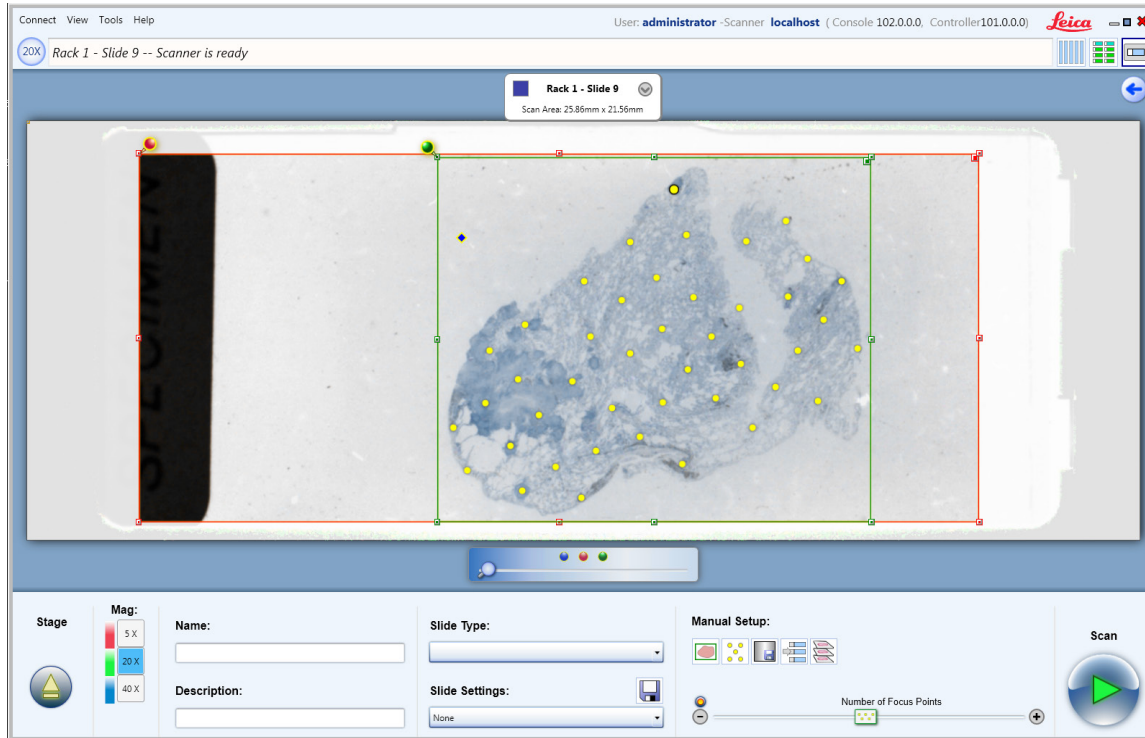 Connect View Tools Help
User: administrator -Scanner localhost ( Console 102.0.0.0, Controller101.0.0.0)
Leica
20X
Rack 1 - Slide 9 -- Scanner is ready
Rack 1 - Slide 9
Scan Area: 25.86mm x 21.56mm
SPECIMEN
Stage
Mag:
5 X
20 X
40 X
Name:
Description:
Slide Type:
Slide Settings:
None
Manual Setup:
Number of Focus Points
Scan